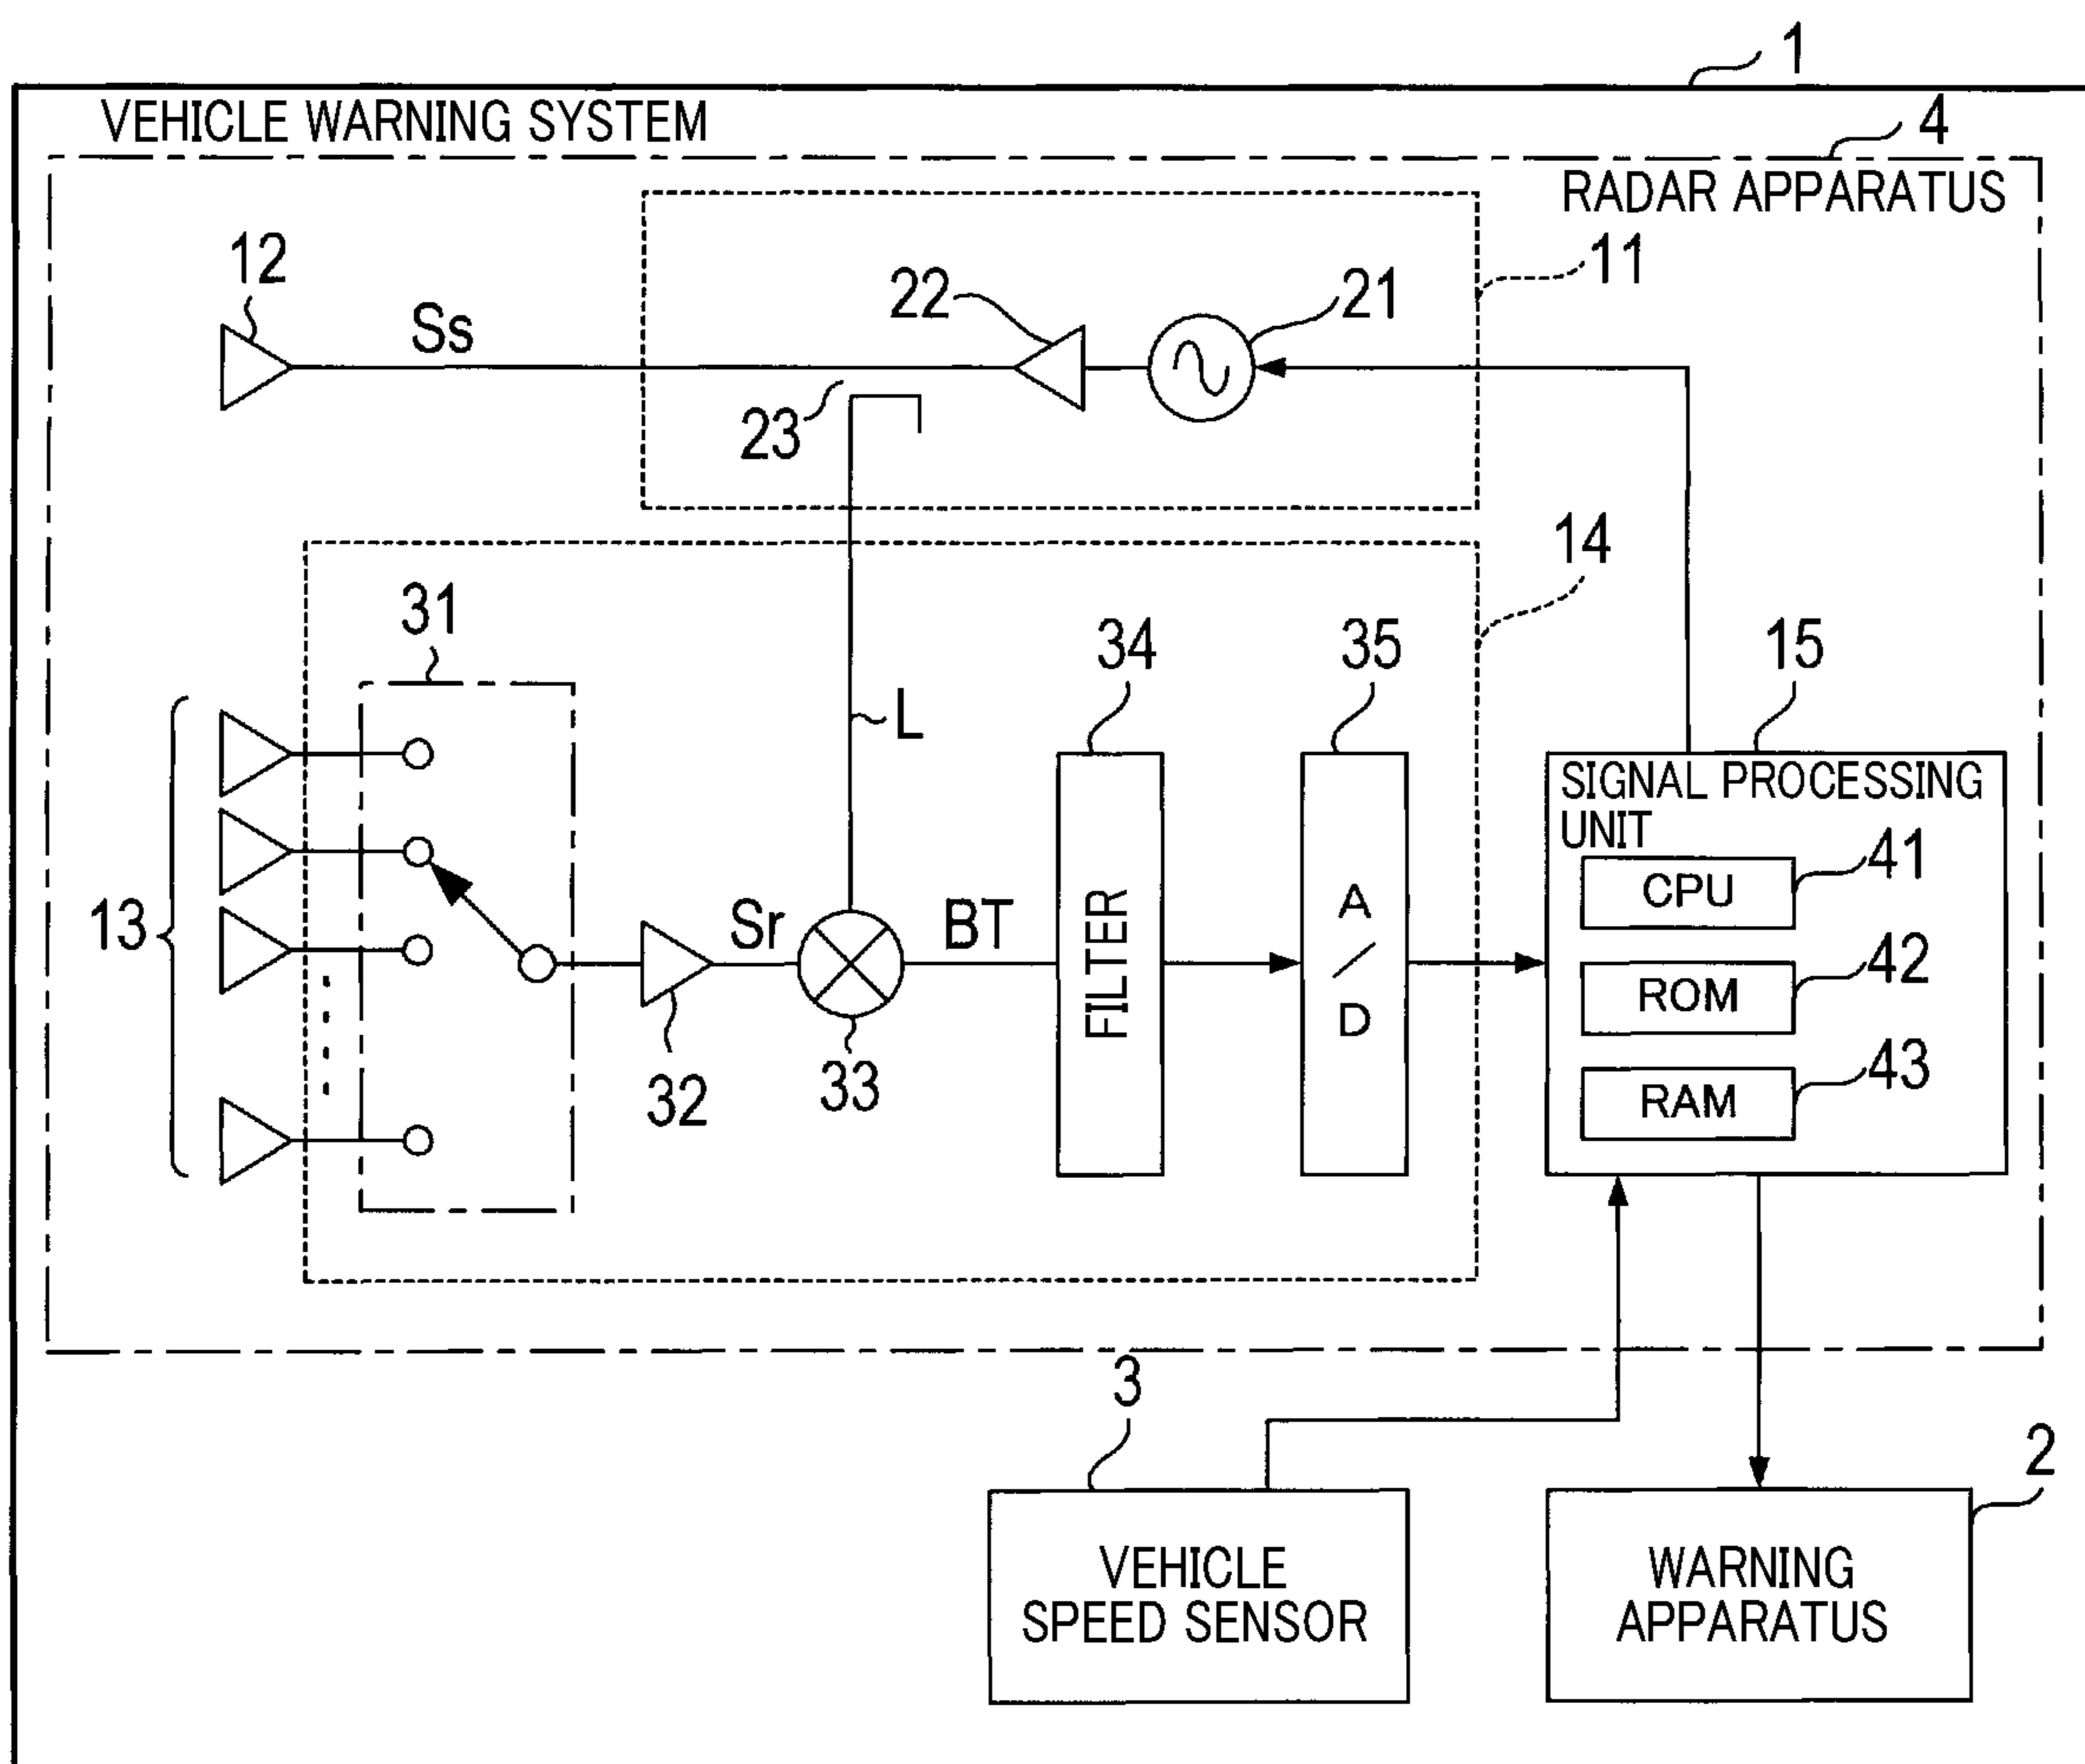 1
VEHICLE WARNING SYSTEM
4
RADAR APPARATUS
11
12
Ss
22
21
23
14
31
34
35
15
L
SIGNAL PROCESSING
UNIT
41
CPU
13
Sr
BT
FILTER
A
/
D
42
ROM
32
33
43
RAM
3
2
VEHICLE
SPEED SENSOR
WARNING
APPARATUS